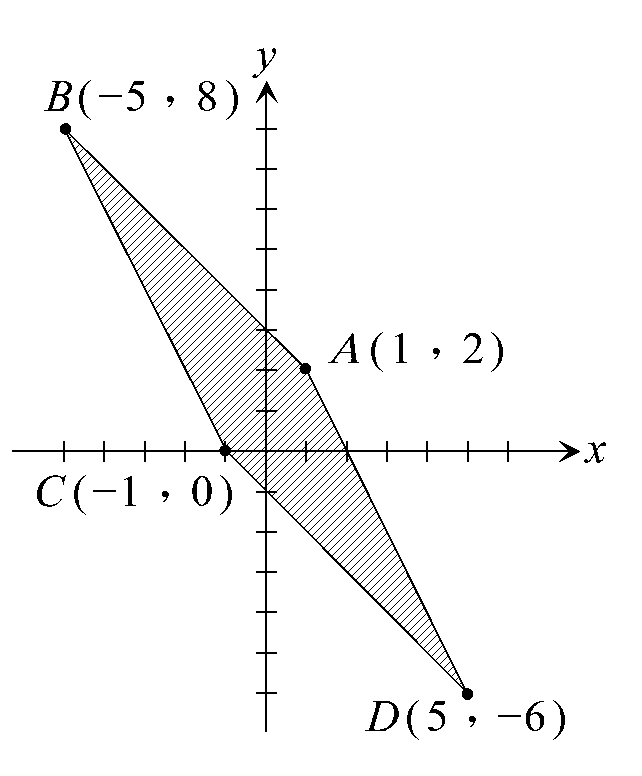 y
B(−5，8)
A(1，2)
x
C(−1，0)
D(5，−6)